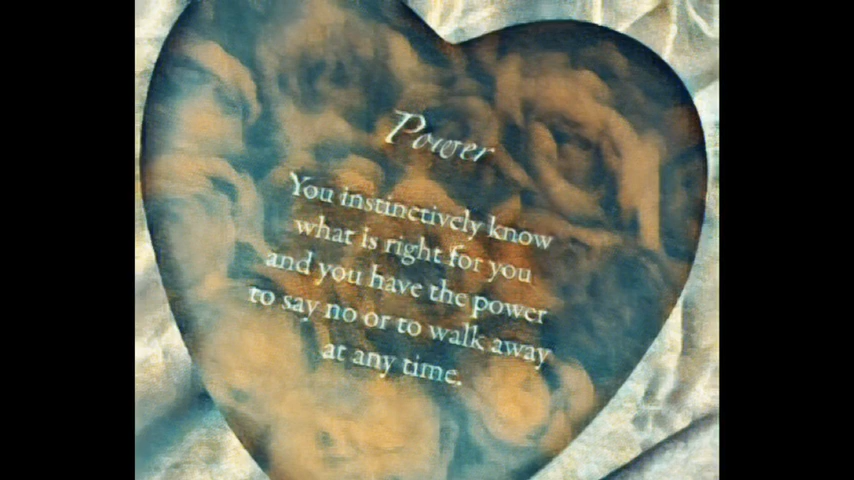 Power
You instinctively know
what is right for you
and you have the power
to say no or to walk away
at any time.